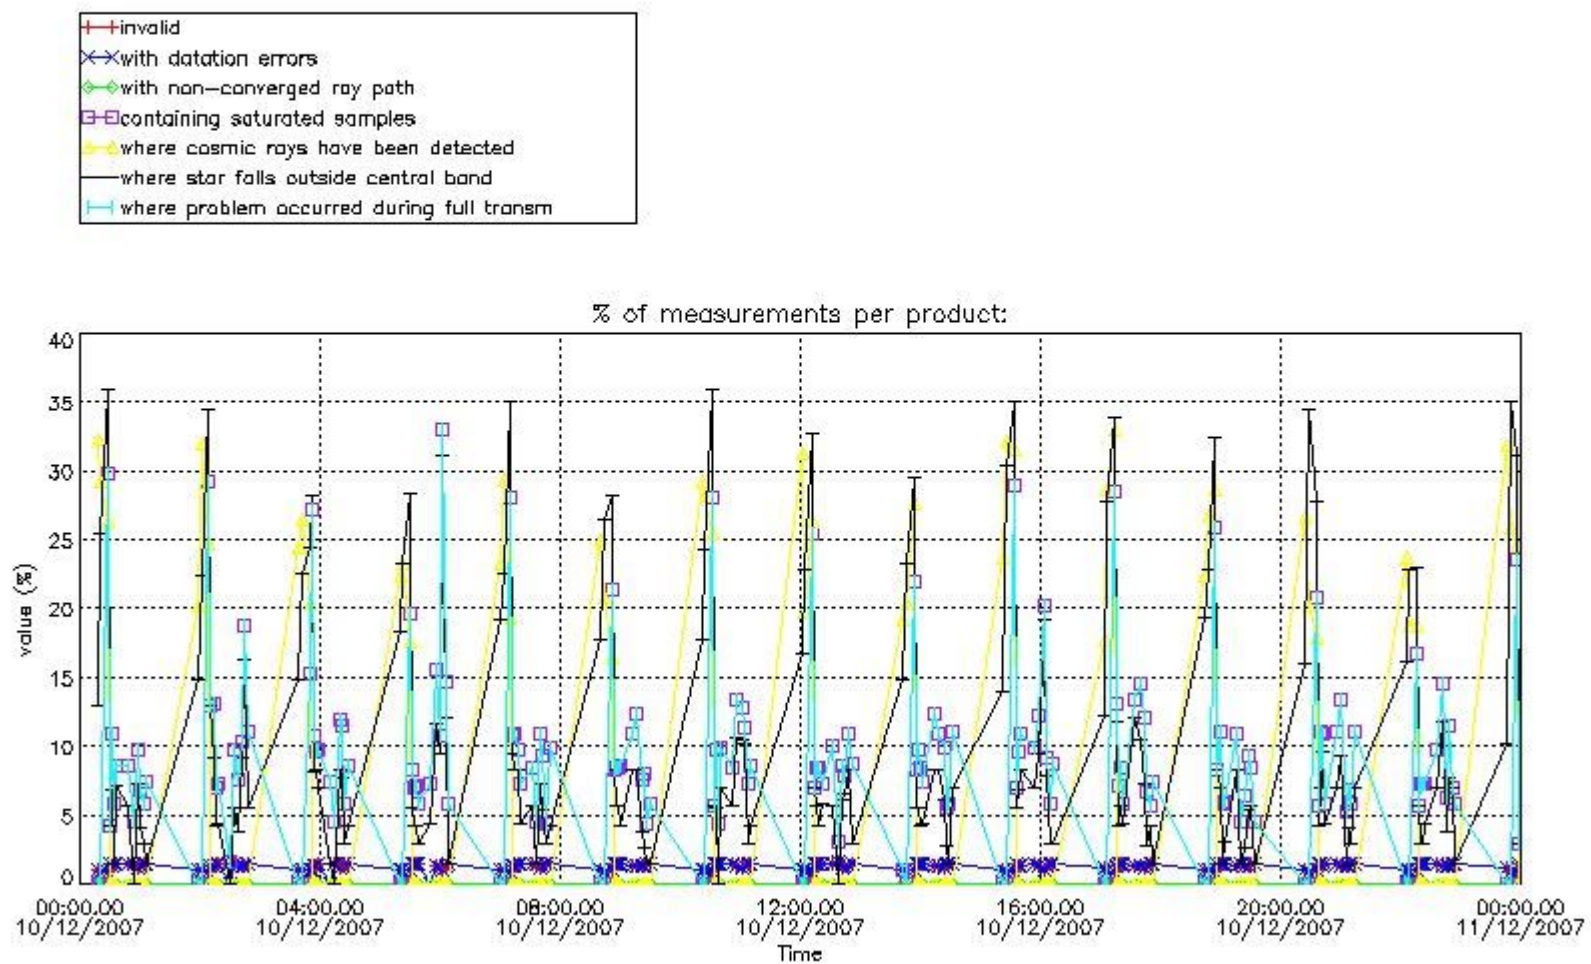 invalid
with datation errors
with non-converged ray path
containing saturated samples
where cosmic rays have been detected
where star falls outside central band
where problem occurred during full transm
% of measurements per product:
40
35
30
25
20
15
10
5
0
value (%)
00:00:00 04:00:00 08:00:00 12:00:00 16:00:00 20:00:00 00:00:00
10/12/2007 10/12/2007 10/12/2007 10/12/2007 10/12/2007 10/12/2007 11/12/2007
Time